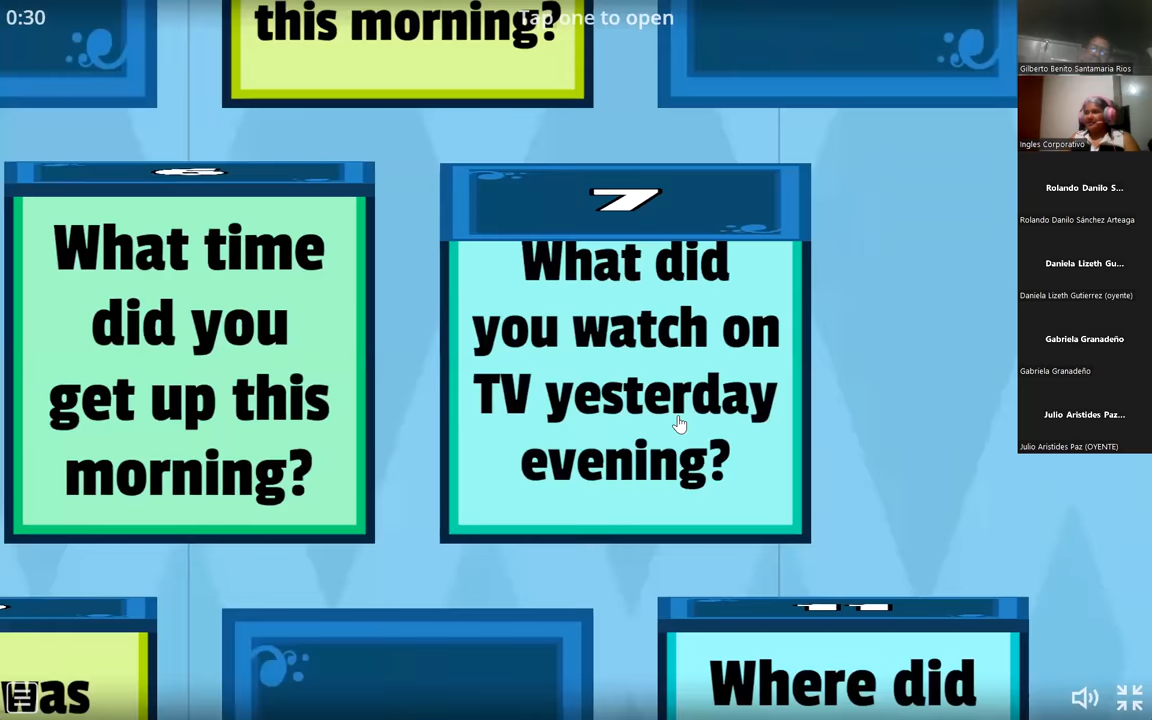 0:30
Tap one to open
this morning?
6
What time
did you
get up this
morning?
7
What did
you watch on
TV yesterday
evening?
was
11
Where did
Gilberto Benito Santamaria Rios
Ingles Corporativo
Rolando Danilo S...
Rolando Danilo Sánchez Arteaga
Daniela Lizeth Gu...
Daniela Lizeth Gutierrez (oyente)
Gabriela Granadeño
Gabriela Granadeño
Julio Aristides Paz...
Julio Aristides Paz (OYENTE)